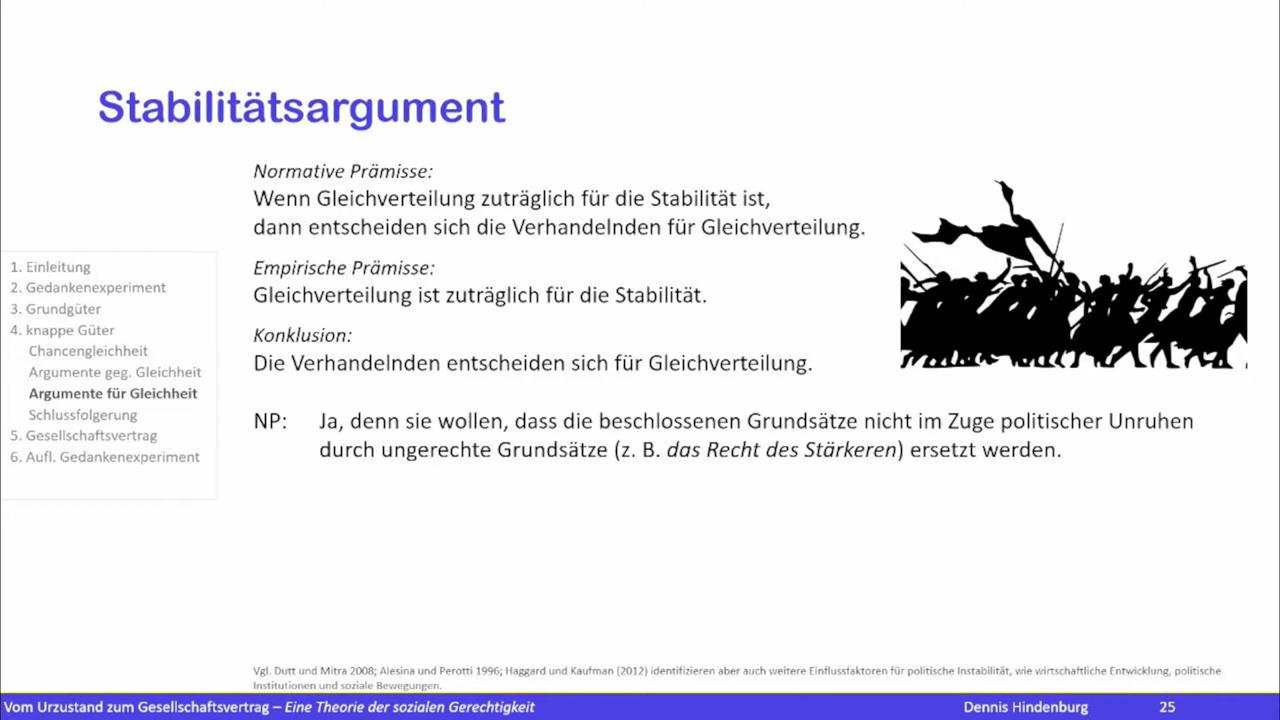 Stabilitätsargument
Normative Prämisse:
Wenn Gleichverteilung zuträglich für die Stabilität ist,
dann entscheiden sich die Verhandelnden für Gleichverteilung.
Empirische Prämisse:
Gleichverteilung ist zuträglich für die Stabilität.
Konklusion:
Die Verhandelnden entscheiden sich für Gleichverteilung.
NP: Ja, denn sie wollen, dass die beschlossenen Grundsätze nicht im Zuge politischer Unruhen
durch ungerechte Grundsätze (z. B. das Recht des Stärkeren) ersetzt werden.
1. Einleitung
2. Gedankenexperiment
3. Grundgüter
4. knappe Güter
Chancengleichheit
Argumente geg. Gleichheit
Argumente für Gleichheit
Schlussfolgerung
5. Gesellschaftsvertrag
6. Aufl. Gedankenexperiment
Vgl. Dutt und Mitra 2008; Alesina und Perotti 1996; Haggard und Kaufman (2012) identifizieren aber auch weitere Einflussfaktoren für politische Instabilität, wie wirtschaftliche Entwicklung, politische
Institutionen und soziale Bewegungen.
Vom Urzustand zum Gesellschaftsvertrag – Eine Theorie der sozialen Gerechtigkeit
Dennis Hindenburg
25